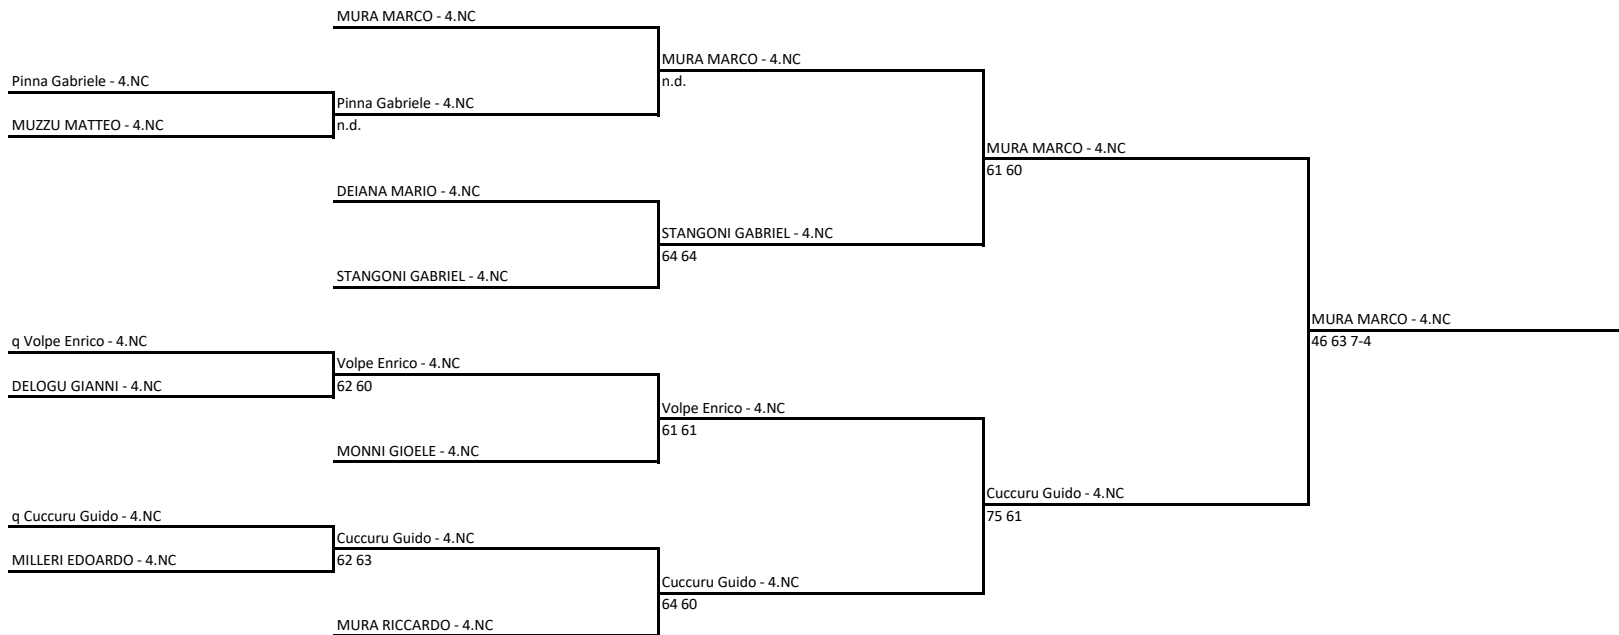 MURA MARCO - 4.NC
MURA MARCO - 4.NC
Pinna Gabriele - 4.NC
n.d.
Pinna Gabriele - 4.NC
MUZZU MATTEO - 4.NC
n.d.
MURA MARCO - 4.NC
61 60
DEIANA MARIO - 4.NC
STANGONI GABRIEL - 4.NC
64 64
STANGONI GABRIEL - 4.NC
MURA MARCO - 4.NC
46 63 7-4
q Volpe Enrico - 4.NC
Volpe Enrico - 4.NC
DELOGU GIANNI - 4.NC
62 60
Volpe Enrico - 4.NC
61 61
MONNI GIOELE - 4.NC
Cuccuru Guido - 4.NC
75 61
q Cuccuru Guido - 4.NC
Cuccuru Guido - 4.NC
MILLERI EDOARDO - 4.NC
62 63
Cuccuru Guido - 4.NC
64 60
MURA RICCARDO - 4.NC